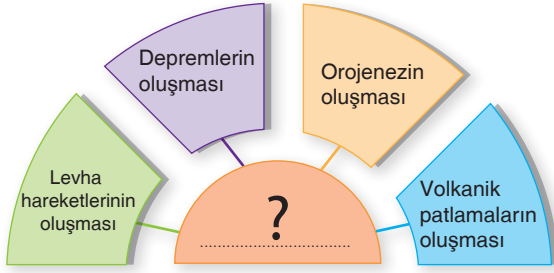 Depremlerin
oluşması
Orojenezin
oluşması
Levha
hareketlerinin
oluşması
Volkanik
patlamaların
oluşması
?
........................................